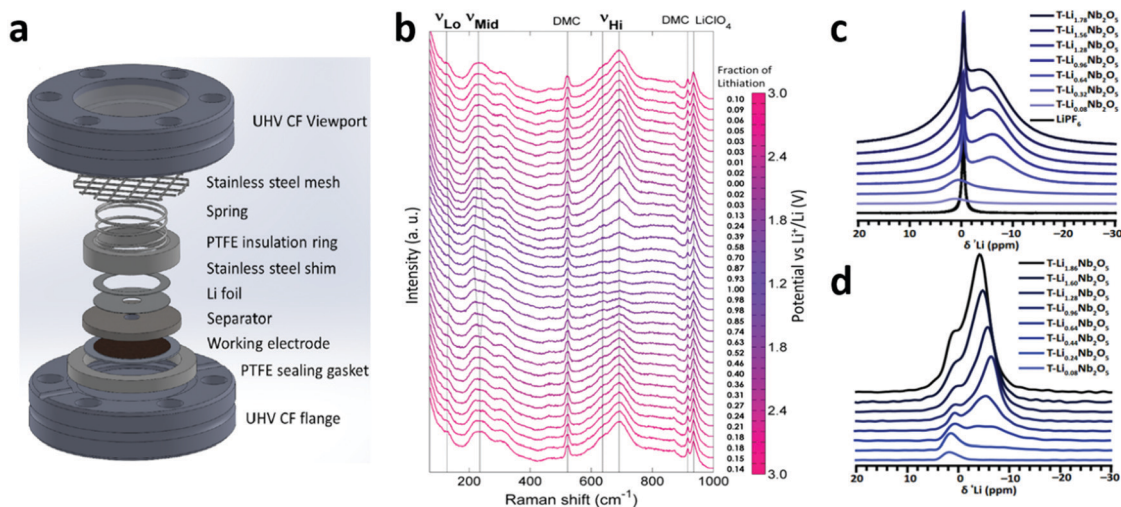 a
UHV CF Viewport
Stainless steel mesh
Spring
PTFE insulation ring
Stainless steel shim
Li foil
Separator
Working electrode
PTFE sealing gasket
UHV CF flange
b
νLo νMid DMC νHi DMC LiClO4
Fraction of
Lithiation
0.10
0.09
0.06
0.05
0.04
0.03
0.03
0.01
0.02
0.00
0.02
0.03
0.13
0.24
0.39
0.58
0.70
0.87
0.93
1.00
0.98
0.98
0.85
0.74
0.63
0.52
0.46
0.40
0.36
0.31
0.27
0.24
0.21
0.18
0.18
0.15
0.14
3.0
2.4
1.8
1.2
1.8
2.4
3.0
Potential vs Li+/Li (V)
Intensity (a. u.)
200 400 600 800 1000
Raman shift (cm-1)
c
T-Li1.78Nb2O5
T-Li1.56Nb2O5
T-Li1.28Nb2O5
T-Li0.96Nb2O5
T-Li0.64Nb2O5
T-Li0.32Nb2O5
T-Li0.08Nb2O5
LiPF6
20 10 0 -10 -20 -30
δ Li (ppm)
d
T-Li1.86Nb2O5
T-Li1.60Nb2O5
T-Li1.28Nb2O5
T-Li0.96Nb2O5
T-Li0.64Nb2O5
T-Li0.44Nb2O5
T-Li0.24Nb2O5
T-Li0.08Nb2O5
20 10 0 -10 -20 -30
δ Li (ppm)